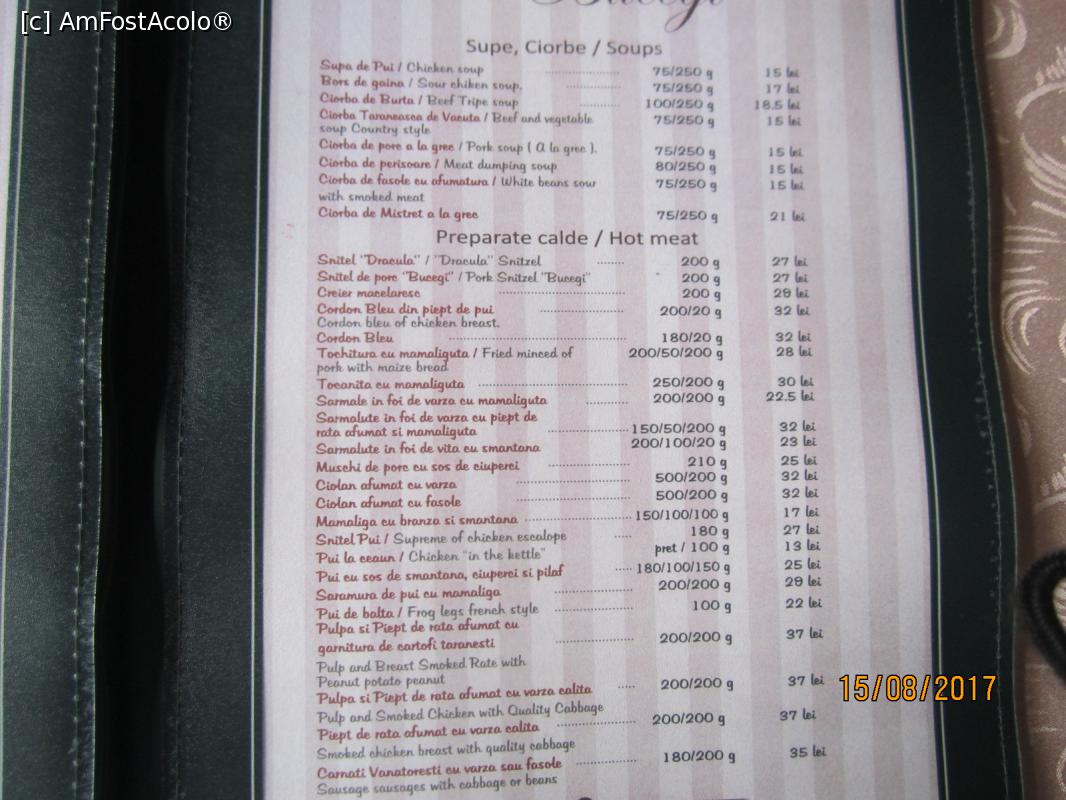 [c] AmFostAcolo®
Bucegi
Supe, Ciorbe / Soups
Supa de Pui / Chicken soup 75/250 g 15 lei
Bors de gaina / Sour chiken soup. 75/250 g 17 lei
Ciorba de Burta / Beef Tripe soup 100/250 g 18.5 lei
Ciorba Taraneasca de Vacuta / Beef and vegetable 75/250 g 15 lei
soup Country style
Ciorba de porc a la grec / Pork soup ( a la grec ). 75/250 g 15 lei
Ciorba de perisoare / Meat dumping soup 80/250 g 15 lei
Ciorba de fasole cu afumatura / White beans sour 75/250 g 15 lei
with smoked meat
Ciorba de Mistret a la grec 75/250 g 21 lei
Preparate calde / Hot meat
Snitel "Dracula" / "Dracula" Snitzel 200 g 27 lei
Snitel de porc "Bucegi" / Pork Snitzel "Bucegi" 200 g 27 lei
Creier macelaresc 200 g 29 lei
Cordon Bleu din piept de pui 200/20 g 32 lei
Cordon bleu of chicken breast.
Cordon Bleu 180/20 g 32 lei
Tochitura cu mamaliguta / Fried minced of 200/50/200 g 28 lei
pork with maize bread
Tocanita cu mamaliguta 250/200 g 30 lei
Sarmale in foi de varza cu mamaliguta 200/200 g 22.5 lei
Sarmalute in foi de varza cu piept de
rata afumat si mamaliguta 150/50/200 g 32 lei
Sarmalute in foi de vita cu smantana 200/100/20 g 23 lei
Muschi de porc cu sos de ciuperci 210 g 25 lei
Ciolan afumat cu varza 500/200 g 32 lei
Ciolan afumat cu fasole 500/200 g 32 lei
Mamaliga cu branza si smantana 150/100/100 g 17 lei
Snitel Pui / Supreme of chicken escalope 180 g 27 lei
Pui la ceaun / Chicken "in the kettle" pret / 100 g 13 lei
Pui cu sos de smantana, ciuperci si pilaf 180/100/150 g 25 lei
Saramura de pui cu mamaliga 200/200 g 29 lei
Pui de balta / Frog legs french style 100 g 22 lei
Pulpa si Piept de rata afumat cu
garnitura de cartofi taranesti 200/200 g 37 lei
Pulp and Breast Smoked Rate with
Peanut potato peanut
Pulpa si Piept de rata afumat cu varza calita 200/200 g 37 lei
Pulp and Smoked Chicken with Quality Cabbage
Piept de rata afumat cu varza calita 200/200 g 37 lei
Smoked chicken breast with quality cabbage
Carnati Vanatoresti cu varza sau fasole 180/200 g 35 lei
Sausage sausages with cabbage or beans
15/08/2017